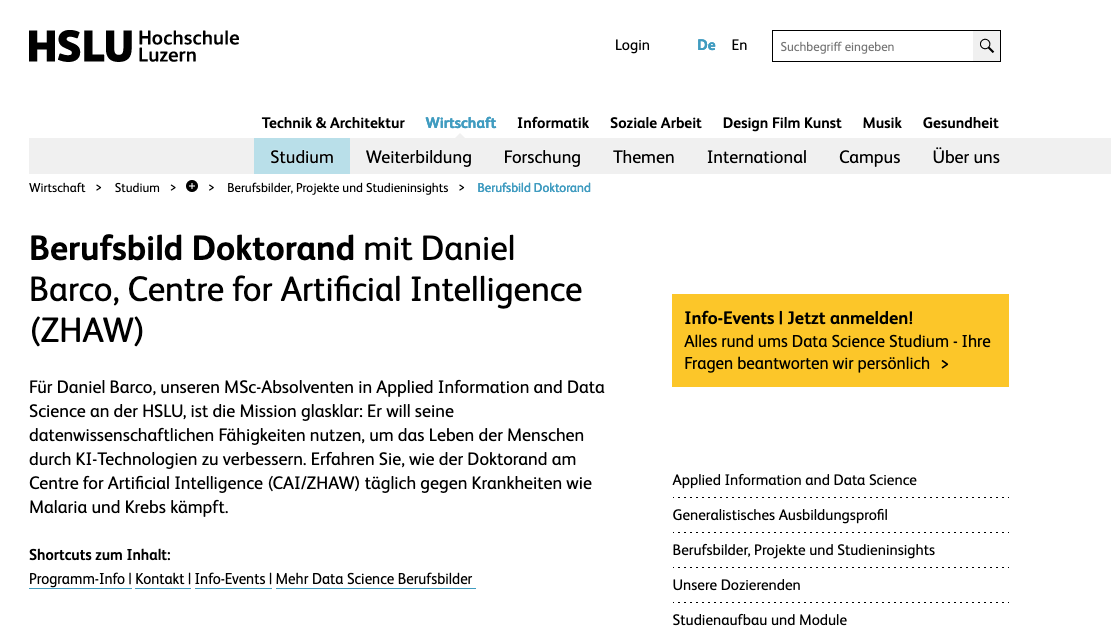 HSLU Hochschule
Luzern
Login
De En
Suchbegriff eingeben
Technik & Architektur Wirtschaft Informatik Soziale Arbeit Design Film Kunst Musik Gesundheit
Studium Weiterbildung Forschung Themen International Campus Über uns
Wirtschaft > Studium > > Berufsbilder, Projekte und Studieninsights > Berufsbild Doktorand
Berufsbild Doktorand mit Daniel
Barco, Centre for Artificial Intelligence
(ZHAW)
Für Daniel Barco, unseren MSc-Absolventen in Applied Information and Data
Science an der HSLU, ist die Mission glasklar: Er will seine
datenwissenschaftlichen Fähigkeiten nutzen, um das Leben der Menschen
durch KI-Technologien zu verbessern. Erfahren Sie, wie der Doktorand am
Centre for Artificial Intelligence (CAI/ZHAW) täglich gegen Krankheiten wie
Malaria und Krebs kämpft.
Shortcuts zum Inhalt:
Programm-Info | Kontakt | Info-Events | Mehr Data Science Berufsbilder
Info-Events | Jetzt anmelden!
Alles rund ums Data Science Studium - Ihre
Fragen beantworten wir persönlich >
Applied Information and Data Science
Generalistisches Ausbildungsprofil
Berufsbilder, Projekte und Studieninsights
Unsere Dozierenden
Studienaufbau und Module